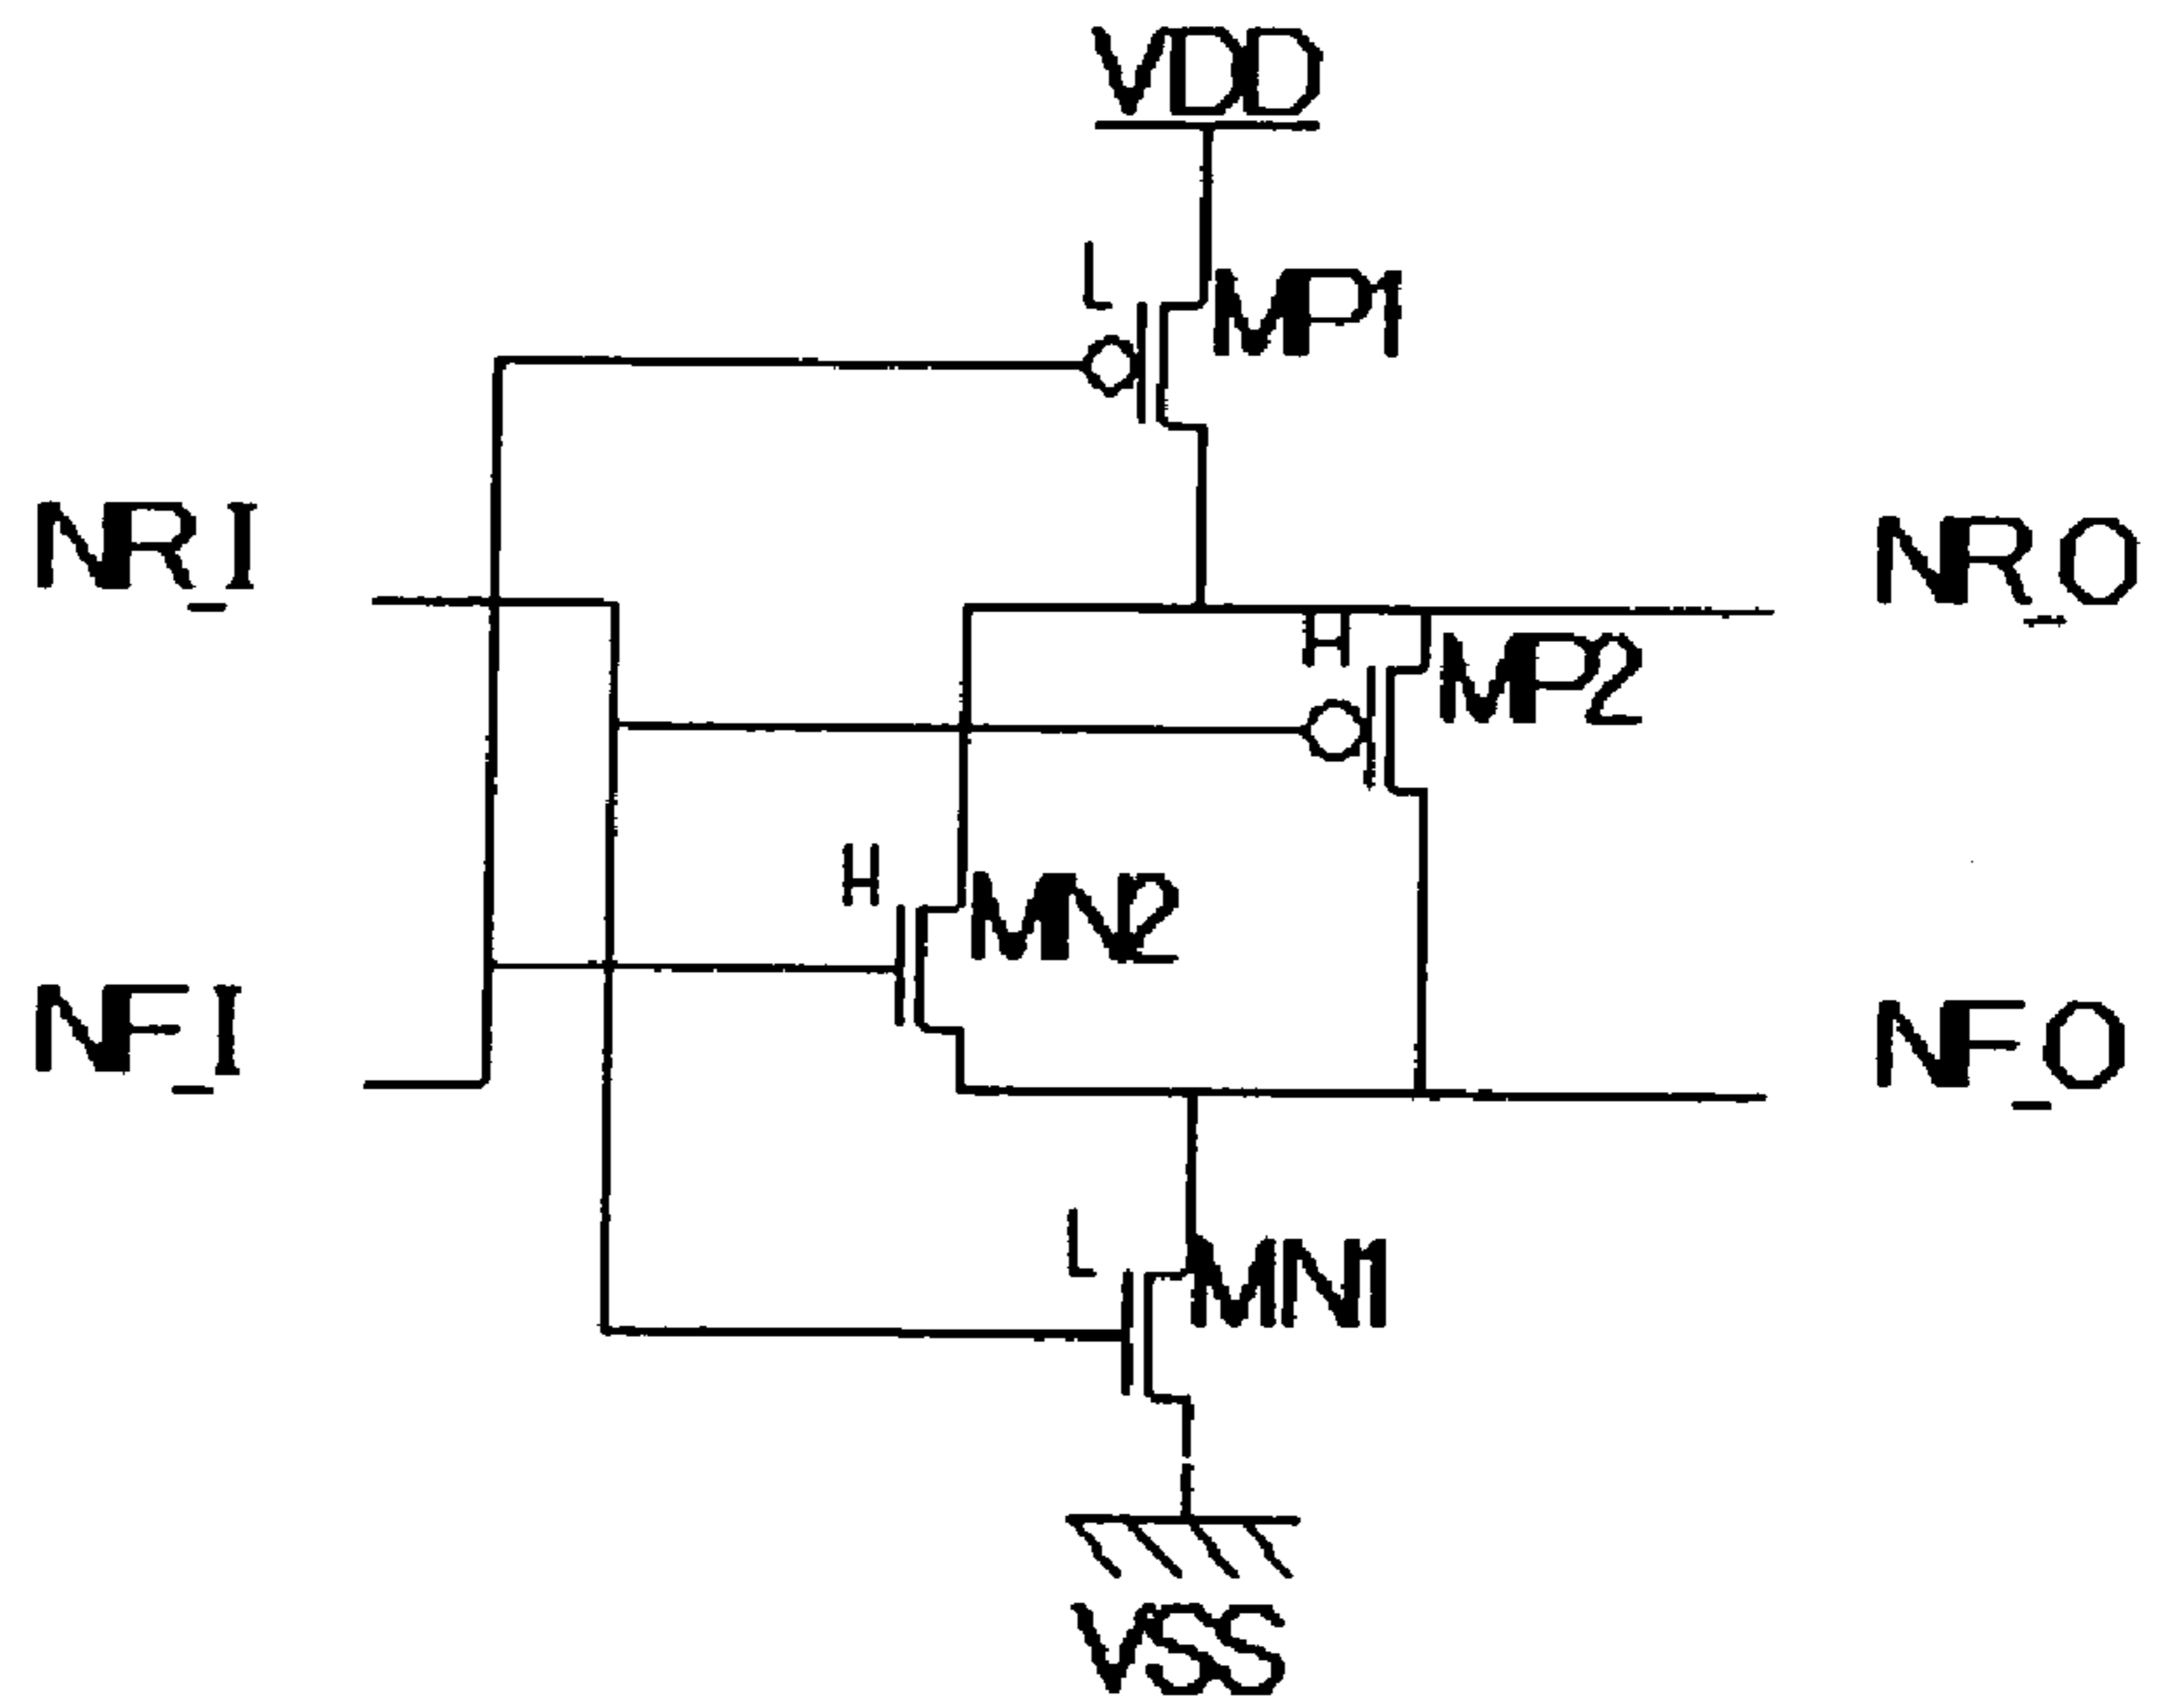 VDD
L
MP1
NR_I
NR_O
H
MP2
H
MN2
NF_I
NF_O
L
MN1
VSS